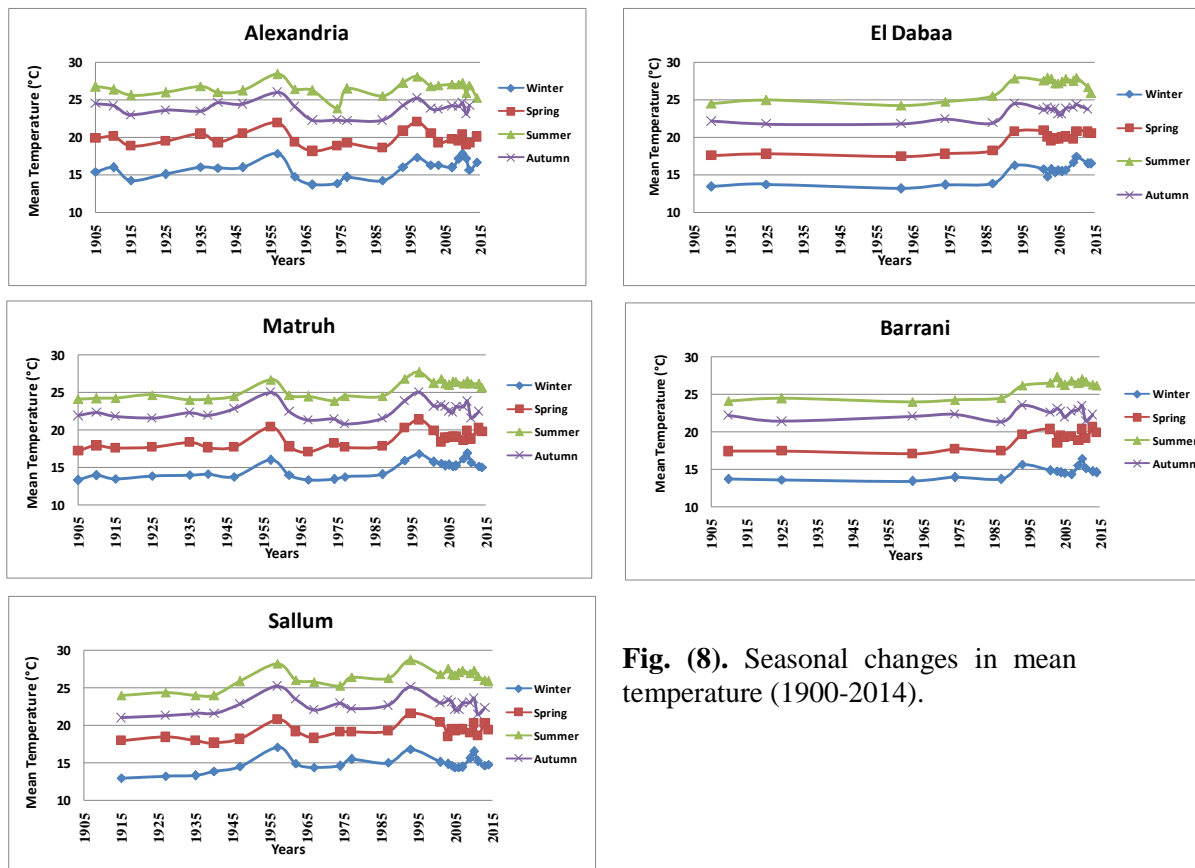 Alexandria
Mean Temperature (°C)
30
25
20
15
10
1905
1915
1925
1935
1945
1955
1965
1975
1985
1995
2005
2015
Years
Winter
Spring
Summer
Autumn
El Dabaa
Mean Temperature (°C)
30
25
20
15
10
1905
1915
1925
1935
1945
1955
1965
1975
1985
1995
2005
2015
Years
Winter
Spring
Summer
Autumn
Matruh
Mean Temperature (°C)
30
25
20
15
10
1905
1915
1925
1935
1945
1955
1965
1975
1985
1995
2005
2015
Years
Winter
Spring
Summer
Autumn
Barrani
Mean Temperature (°C)
30
25
20
15
10
1905
1915
1925
1935
1945
1955
1965
1975
1985
1995
2005
2015
Years
Winter
Spring
Summer
Autumn
Sallum
Mean Temperature (°C)
30
25
20
15
10
1905
1915
1925
1935
1945
1955
1965
1975
1985
1995
2005
2015
Years
Winter
Spring
Summer
Autumn
Fig. (8). Seasonal changes in mean
temperature (1900-2014).